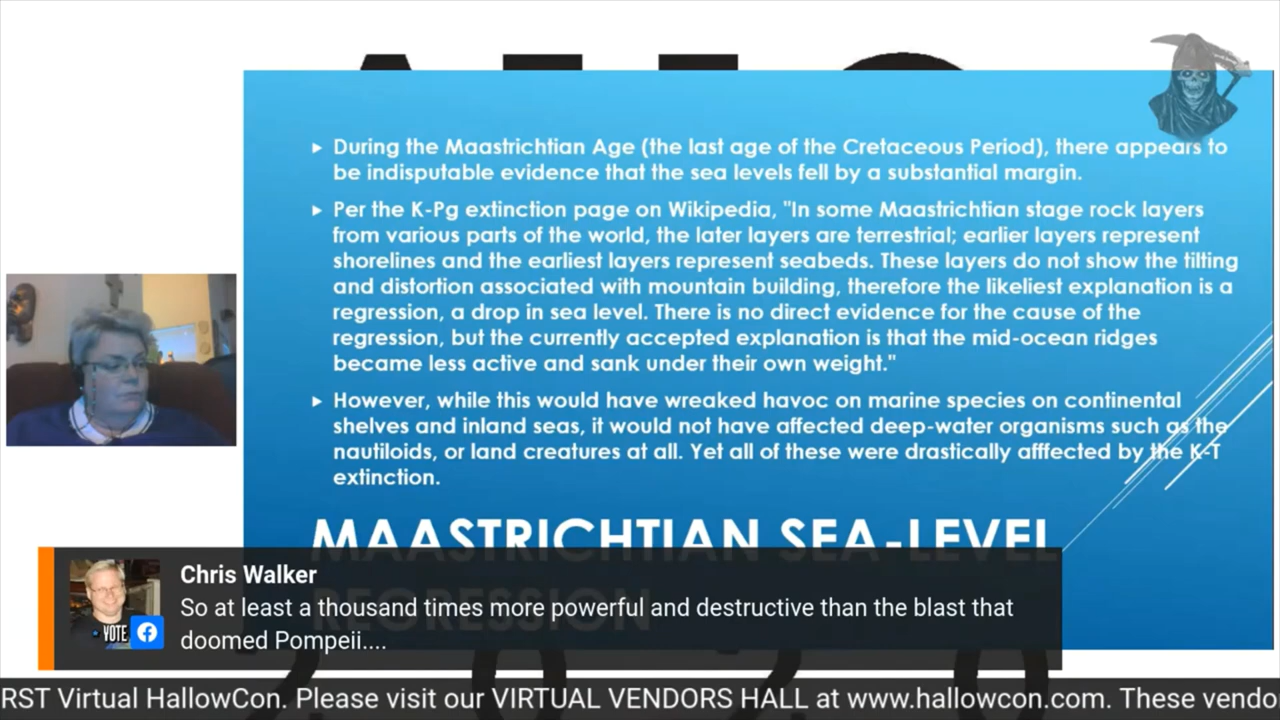 ▸ During the Maastrichtian Age (the last age of the Cretaceous Period), there appears to
be indisputable evidence that the sea levels fell by a substantial margin.
▸ Per the K-Pg extinction page on Wikipedia, "In some Maastrichtian stage rock layers
from various parts of the world, the later layers are terrestrial; earlier layers represent
shorelines and the earliest layers represent seabeds. These layers do not show the tilting
and distortion associated with mountain building, therefore the likeliest explanation is a
regression, a drop in sea level. There is no direct evidence for the cause of the
regression, but the currently accepted explanation is that the mid-ocean ridges
became less active and sank under their own weight."
▸ However, while this would have wreaked havoc on marine species on continental
shelves and inland seas, it would not have affected deep-water organisms such as the
nautiloids, or land creatures at all. Yet all of these were drastically afffected by the K-T
extinction.
MAASTRICHTIAN SEA-LEVEL
REGRESSION
Chris Walker
So at least a thousand times more powerful and destructive than the blast that
doomed Pompeii....
VOTE
RST Virtual HallowCon. Please visit our VIRTUAL VENDORS HALL at www.hallowcon.com. These vendo